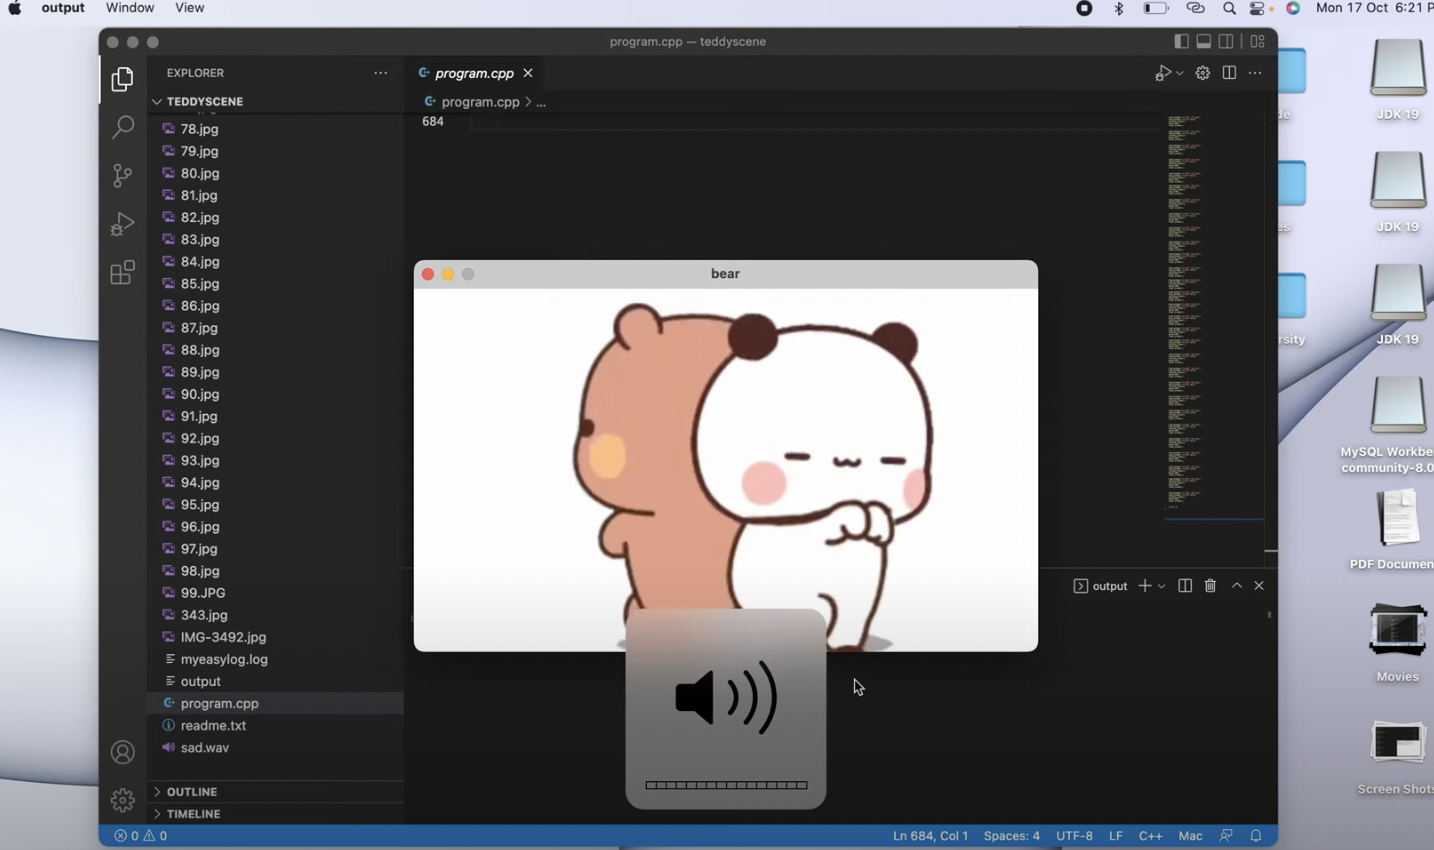 output Window View Mon 17 Oct 6:21 P
program.cpp — teddyscene
EXPLORER
TEDDYSCENE
78.jpg
79.jpg
80.jpg
81.jpg
82.jpg
83.jpg
84.jpg
85.jpg
86.jpg
87.jpg
88.jpg
89.jpg
90.jpg
91.jpg
92.jpg
93.jpg
94.jpg
95.jpg
96.jpg
97.jpg
98.jpg
99.JPG
343.jpg
IMG-3492.jpg
myeasylog.log
output
program.cpp
readme.txt
sad.wav
OUTLINE
TIMELINE
program.cpp
program.cpp > ...
684
bear
output
0 0
Ln 684, Col 1 Spaces: 4 UTF-8 LF C++ Mac
JDK 19
JDK 19
JDK 19
MySQL Workbe
community-8.0
PDF Documen
Movies
Screen Shots